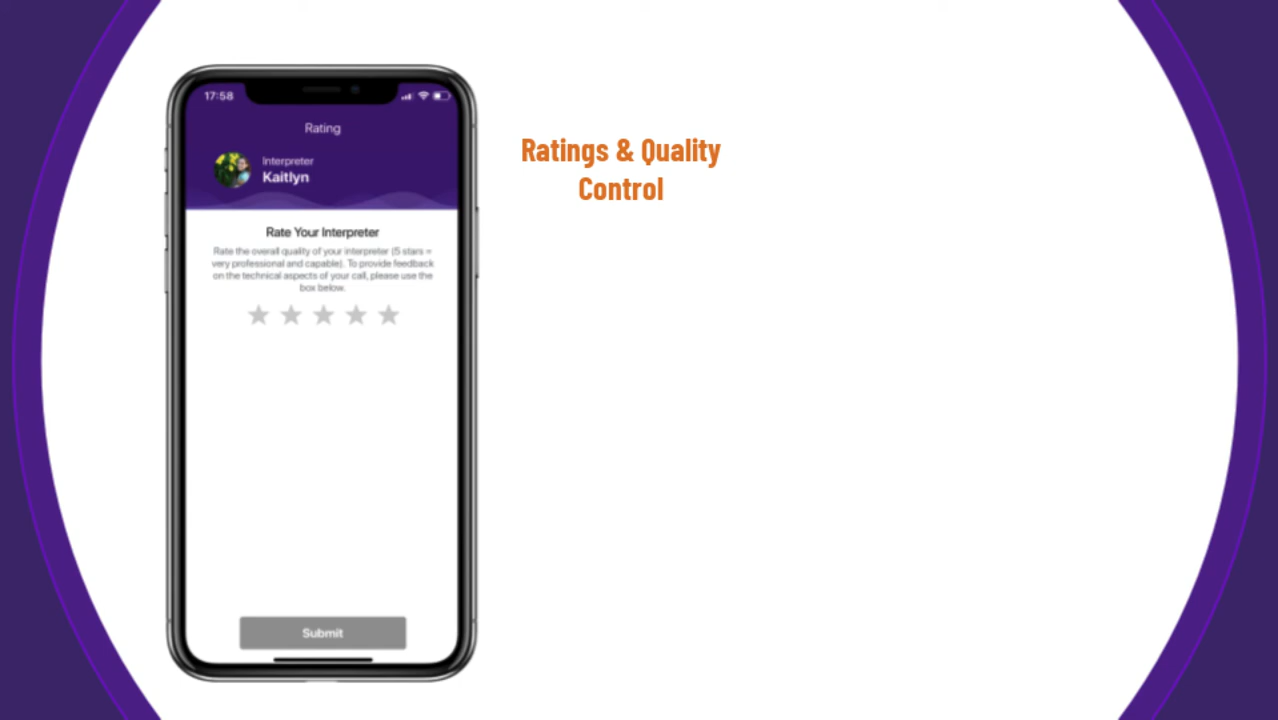 17:58
Rating
Interpreter
Kaitlyn
Rate Your Interpreter
Rate the overall quality of your interpreter (5 stars =
very professional and capable). To provide feedback
on the technical aspects of your call, please use the
box below.
Submit
Ratings & Quality
Control